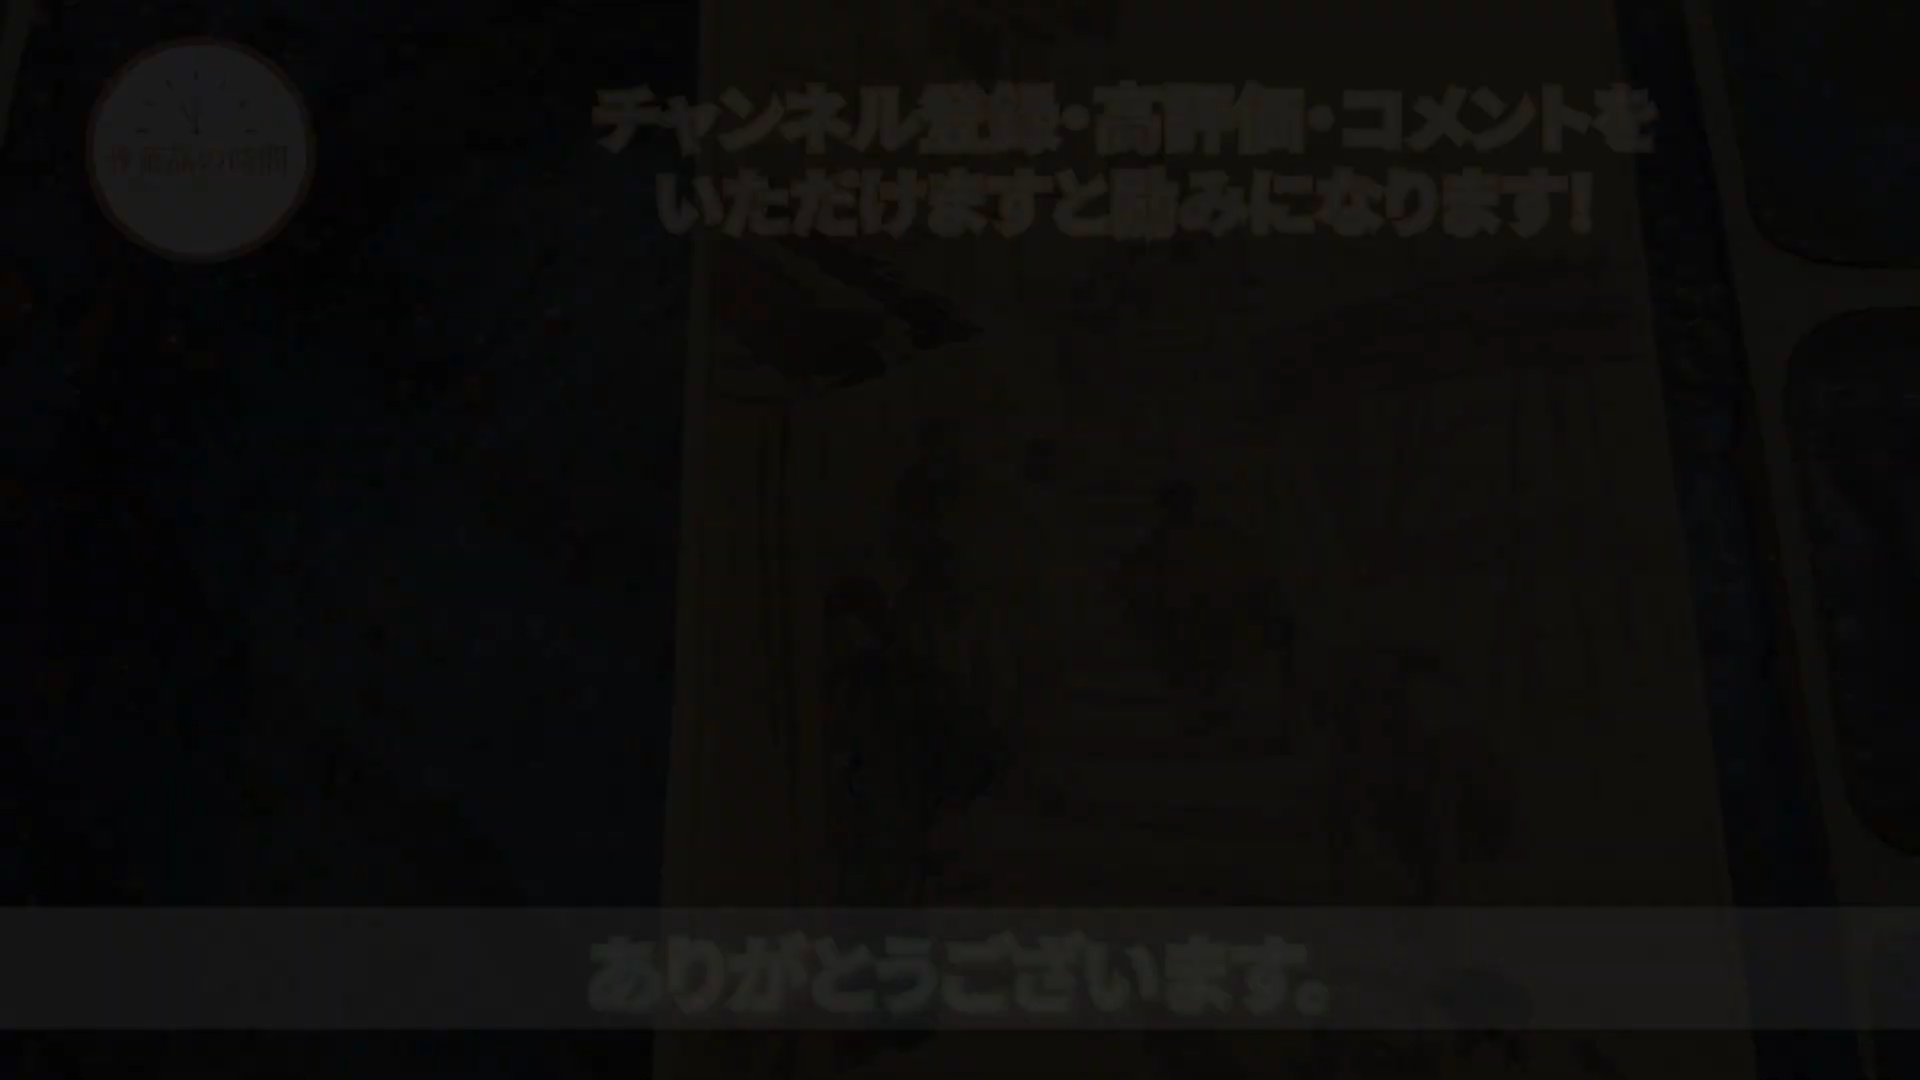 チャンネル登録・高評価・コメントを
いただけますと励みになります!
ありがとうございます。